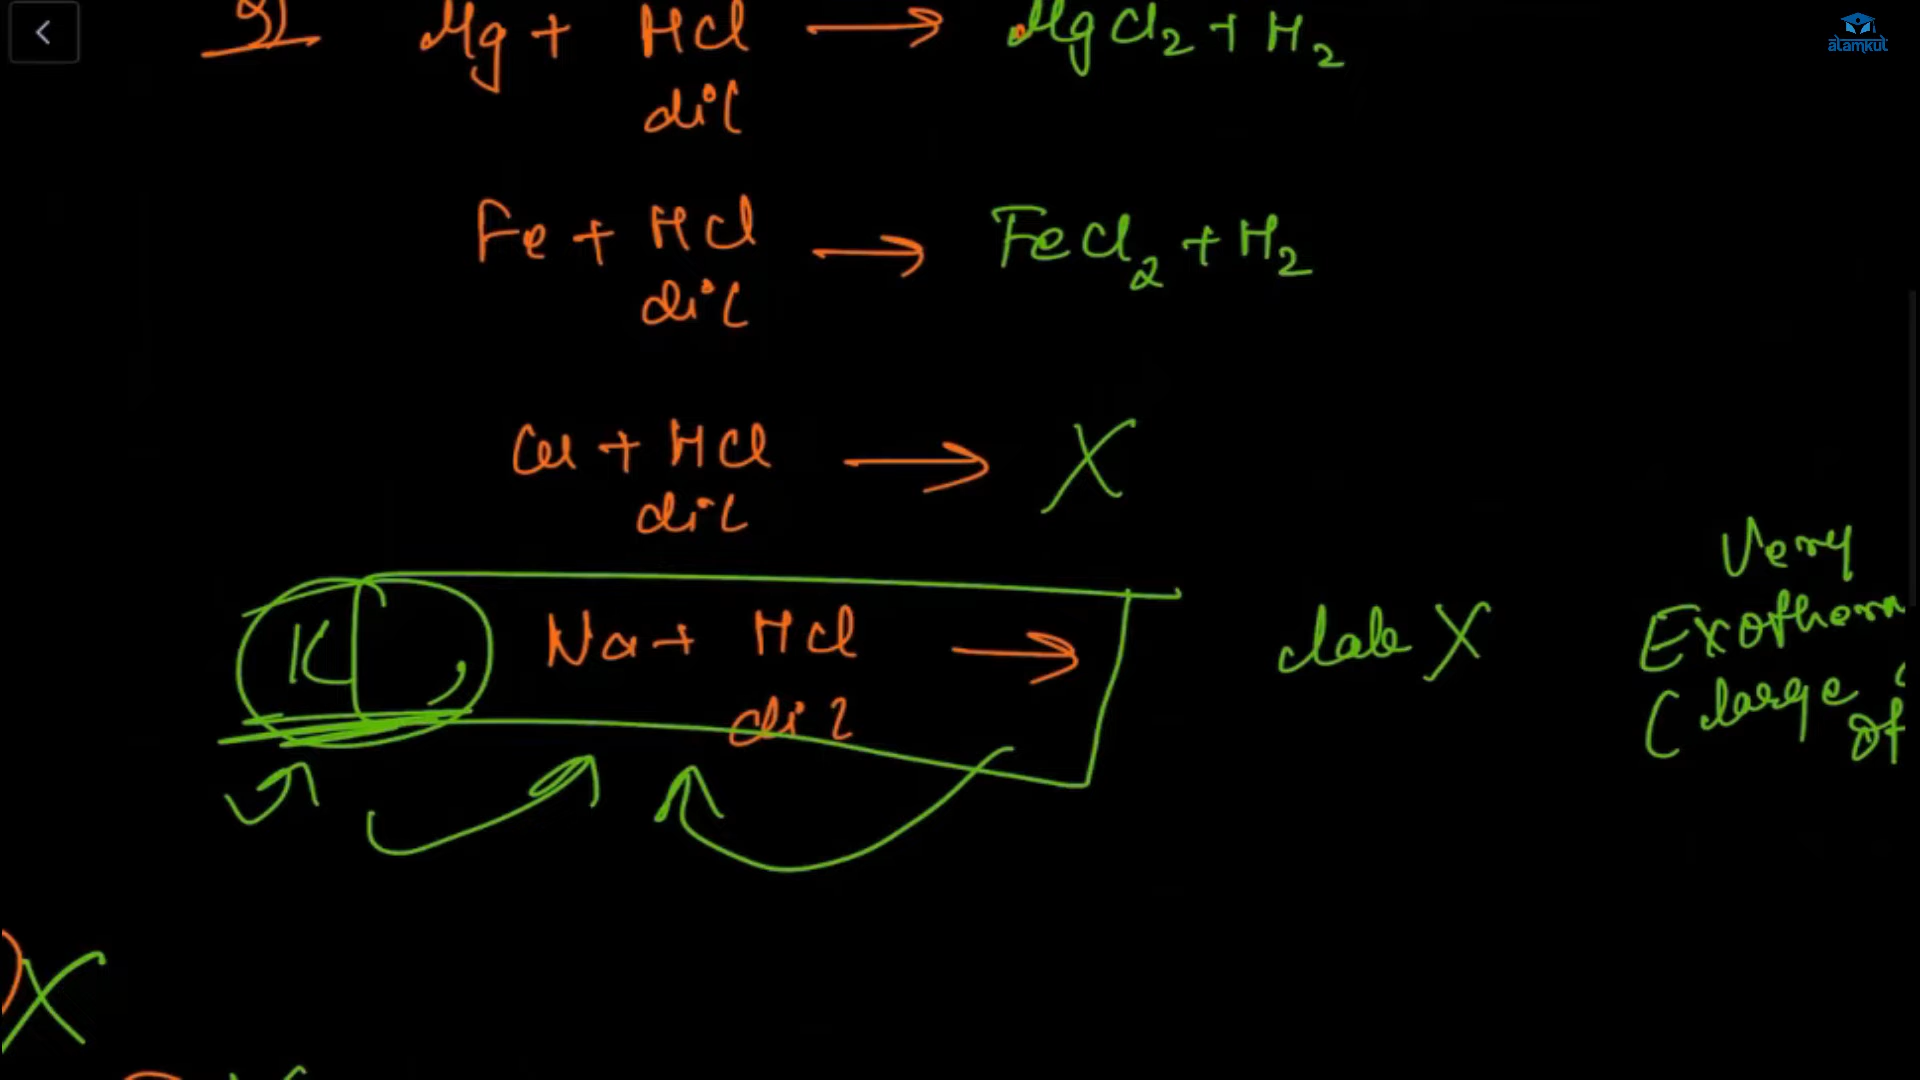 Mg + HCl → MgCl2 + H2
dil
Fe + HCl → FeCl2 + H2
dil
Cu + HCl → X
dil
K, Na + HCl → lab X
dil
Very
Exotherm
( large
of
X
alamkut